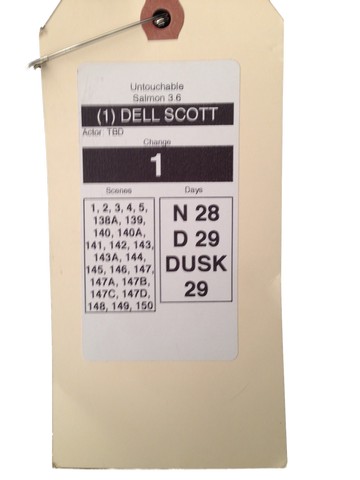 Untouchable
Salmon 3.6
(1) DELL SCOTT
Actor: TBD
Change
1
Scenes
1, 2, 3, 4, 5,
138A, 139,
140, 140A,
141, 142, 143,
143A, 144,
145, 146, 147,
147A, 147B,
147C, 147D,
148, 149, 150
Days
N 28
D 29
DUSK
29